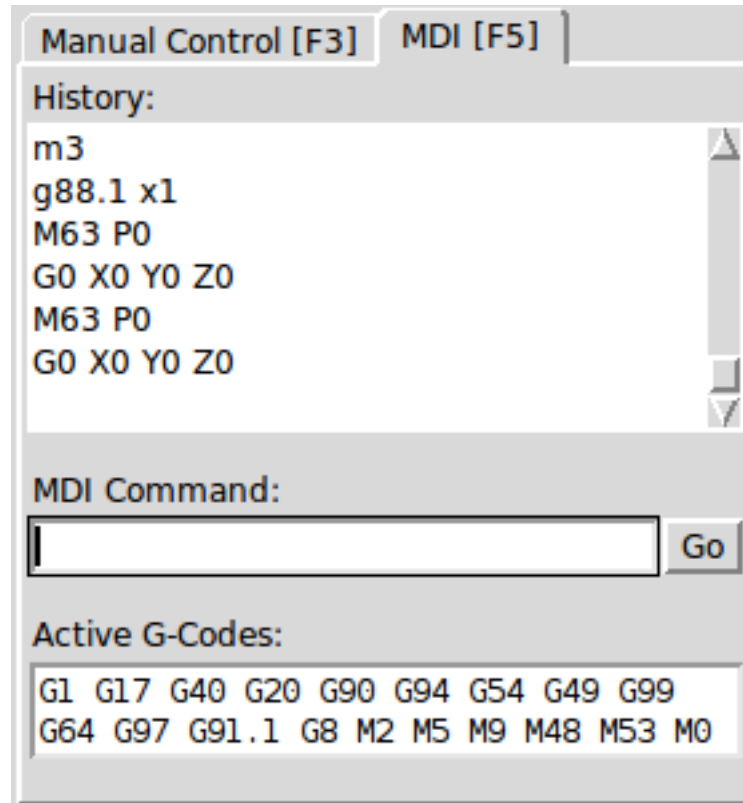 Manual Control [F3] MDI [F5]
History:
m3
g88.1 x1
M63 P0
G0 X0 Y0 Z0
M63 P0
G0 X0 Y0 Z0
MDI Command:
Go
Active G-Codes:
G1 G17 G40 G20 G90 G94 G54 G49 G99
G64 G97 G91.1 G8 M2 M5 M9 M48 M53 M0